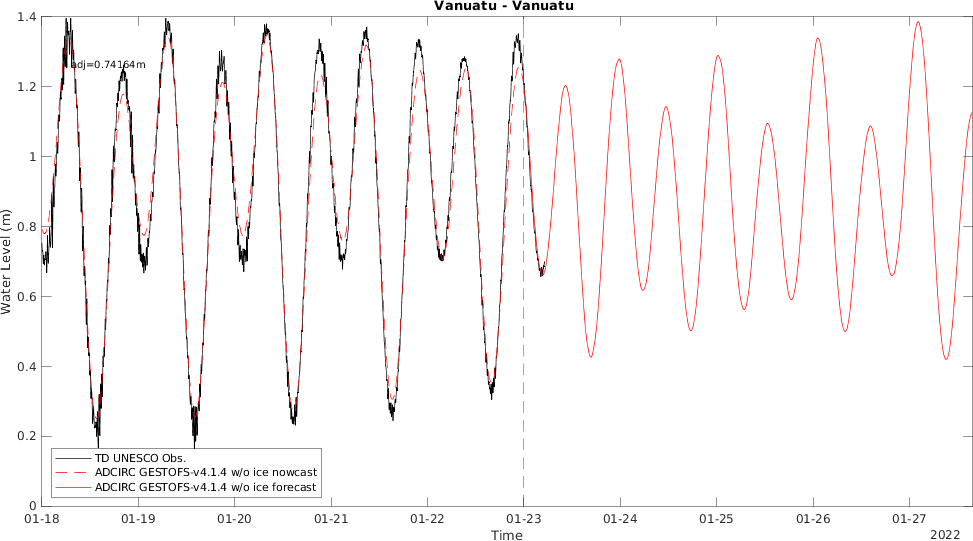 Vanuatu - Vanuatu
1.4
adj=0.74164m
1.2
1
0.8
0.6
0.4
0.2
0
Water Level (m)
TD UNESCO Obs.
ADCIRC GESTOFS-v4.1.4 w/o ice nowcast
ADCIRC GESTOFS-v4.1.4 w/o ice forecast
01-18 01-19 01-20 01-21 01-22 01-23 01-24 01-25 01-26 01-27
Time
2022